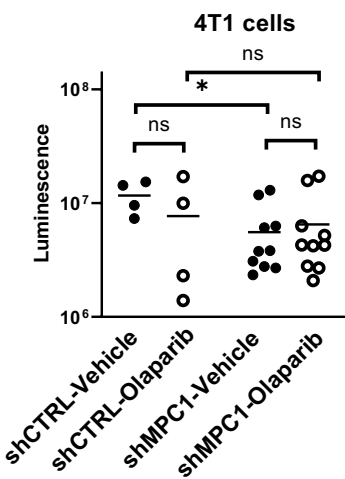 4T1 cells
ns
*
ns
ns
10⁸
10⁷
10⁶
Luminescence
shCTRL-Vehicle
shCTRL-Olaparib
shMPC1-Vehicle
shMPC1-Olaparib